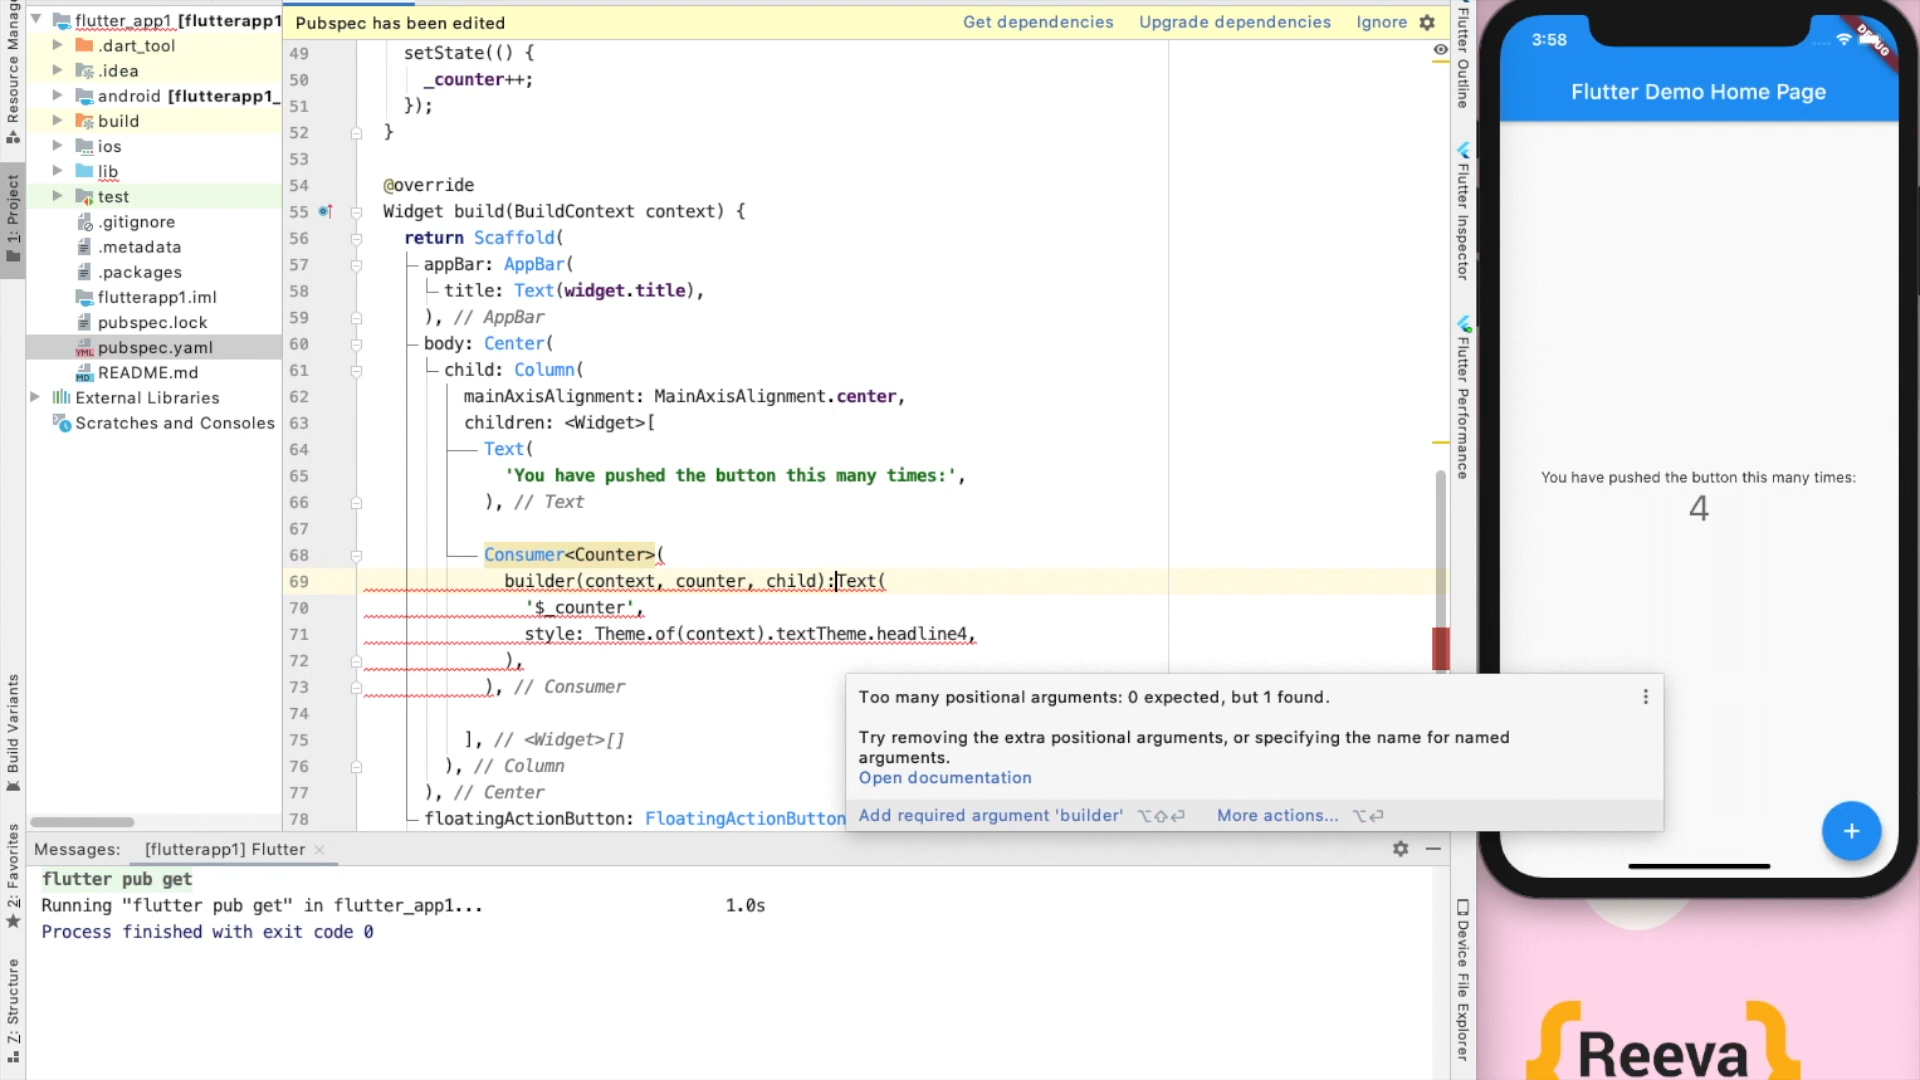 Pubspec has been edited
Get dependencies
Upgrade dependencies
Ignore
Resource Manager
1: Project
Build Variants
2: Favorites
Z: Structure
flutter_app1 [flutterapp1
.dart_tool
.idea
android [flutterapp1_
build
ios
lib
test
.gitignore
.metadata
.packages
flutterapp1.iml
pubspec.lock
pubspec.yaml
README.md
External Libraries
Scratches and Consoles
49 setState(() {
50 _counter++;
51 });
52 }
53
54 @override
55 Widget build(BuildContext context) {
56 return Scaffold(
57 appBar: AppBar(
58 title: Text(widget.title),
59 ), // AppBar
60 body: Center(
61 child: Column(
62 mainAxisAlignment: MainAxisAlignment.center,
63 children: <Widget>[
64 Text(
65 'You have pushed the button this many times:',
66 ), // Text
67
68 Consumer<Counter>(
69 builder(context, counter, child):Text(
70 '$_counter',
71 style: Theme.of(context).textTheme.headline4,
72 ),
73 ), // Consumer
74
75 ], // <Widget>[]
76 ), // Column
77 ), // Center
78 floatingActionButton: FloatingActionButton
Too many positional arguments: 0 expected, but 1 found.
Try removing the extra positional arguments, or specifying the name for named
arguments.
Open documentation
Add required argument 'builder' ⌥⇧⏎ More actions... ⌥⏎
Messages: [flutterapp1] Flutter ×
flutter pub get
Running "flutter pub get" in flutter_app1... 1.0s
Process finished with exit code 0
Flutter Outline
Flutter Inspector
Flutter Performance
Device File Explorer
3:58
DEBUG
Flutter Demo Home Page
You have pushed the button this many times:
4
+
{Reeva}